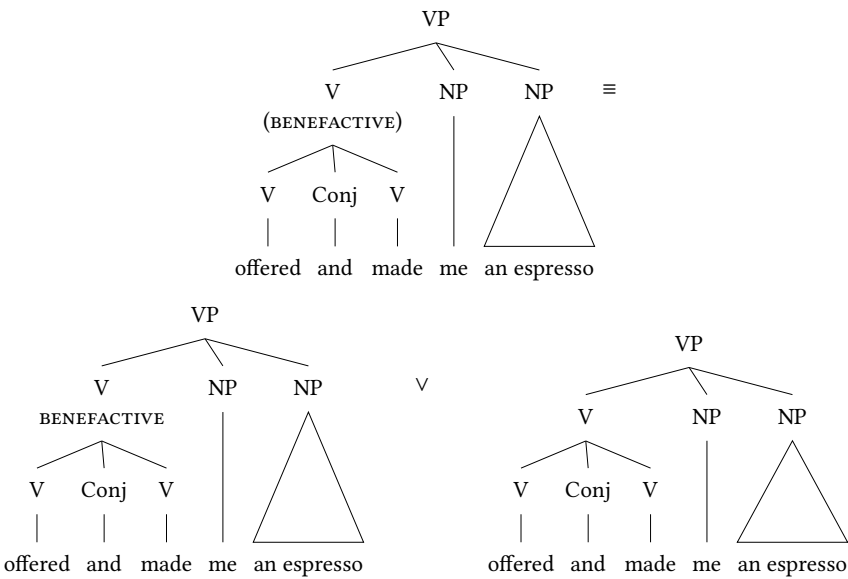 VP
V NP NP ≡
(BENEFACTIVE)
V Conj V
offered and made me an espresso
VP
V NP NP ∨
BENEFACTIVE
V Conj V
offered and made me an espresso
VP
V NP NP
V Conj V
offered and made me an espresso